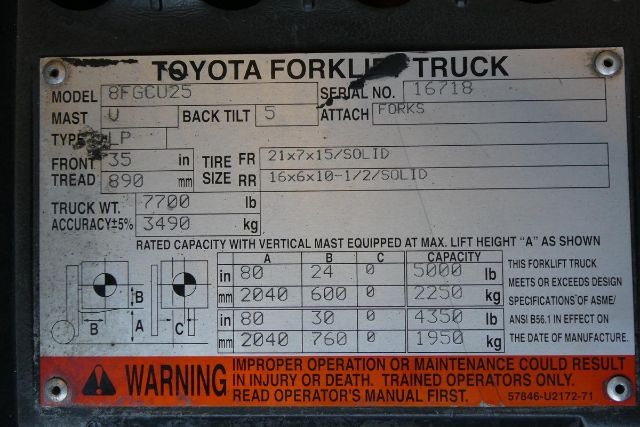 TOYOTA FORKLIFT TRUCK
MODEL 8FGCU25 SERIAL NO. 16718
MAST V BACK TILT 5 ATTACH FORKS
TYPE LP
FRONT 35 in TIRE FR 21x7x15/SOLID
TREAD 890 mm SIZE RR 16x6x10-1/2/SOLID
TRUCK WT. 7700 lb
ACCURACY±5% 3490 kg
RATED CAPACITY WITH VERTICAL MAST EQUIPPED AT MAX. LIFT HEIGHT "A" AS SHOWN
A B C CAPACITY
in 80 24 0 5000 lb
mm 2040 600 0 2250 kg
in 80 30 0 4350 lb
mm 2040 760 0 1950 kg
B
B A C
THIS FORKLIFT TRUCK
MEETS OR EXCEEDS DESIGN
SPECIFICATIONS OF ASME/
ANSI B56.1 IN EFFECT ON
THE DATE OF MANUFACTURE.
WARNING
IMPROPER OPERATION OR MAINTENANCE COULD RESULT
IN INJURY OR DEATH. TRAINED OPERATORS ONLY.
READ OPERATOR'S MANUAL FIRST. 57846-U2172-71